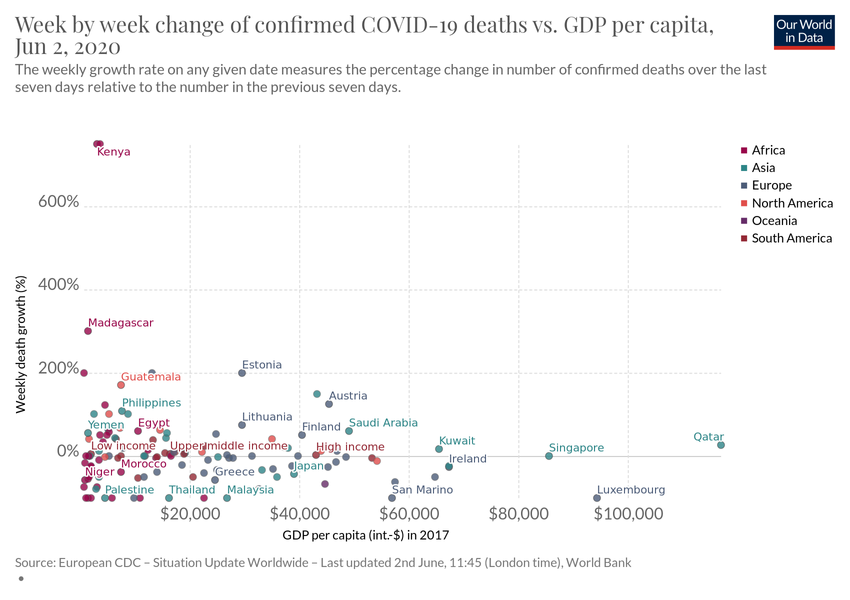 Week by week change of confirmed COVID-19 deaths vs. GDP per capita,
Jun 2, 2020
Our World
in Data
The weekly growth rate on any given date measures the percentage change in number of confirmed deaths over the last
seven days relative to the number in the previous seven days.
Kenya
Africa
Asia
Europe
North America
Oceania
South America
600%
400%
200%
0%
Weekly death growth (%)
Madagascar
Estonia
Guatemala
Austria
Philippines
Lithuania
Egypt
Yemen
Finland
Saudi Arabia
Qatar
Kuwait
Low income
Upper middle income
High income
Singapore
Ireland
Morocco
Niger
Greece
Japan
Palestine
Thailand
Malaysia
San Marino
Luxembourg
$20,000
$40,000
$60,000
$80,000
$100,000
GDP per capita (int.-$) in 2017
Source: European CDC – Situation Update Worldwide – Last updated 2nd June, 11:45 (London time), World Bank